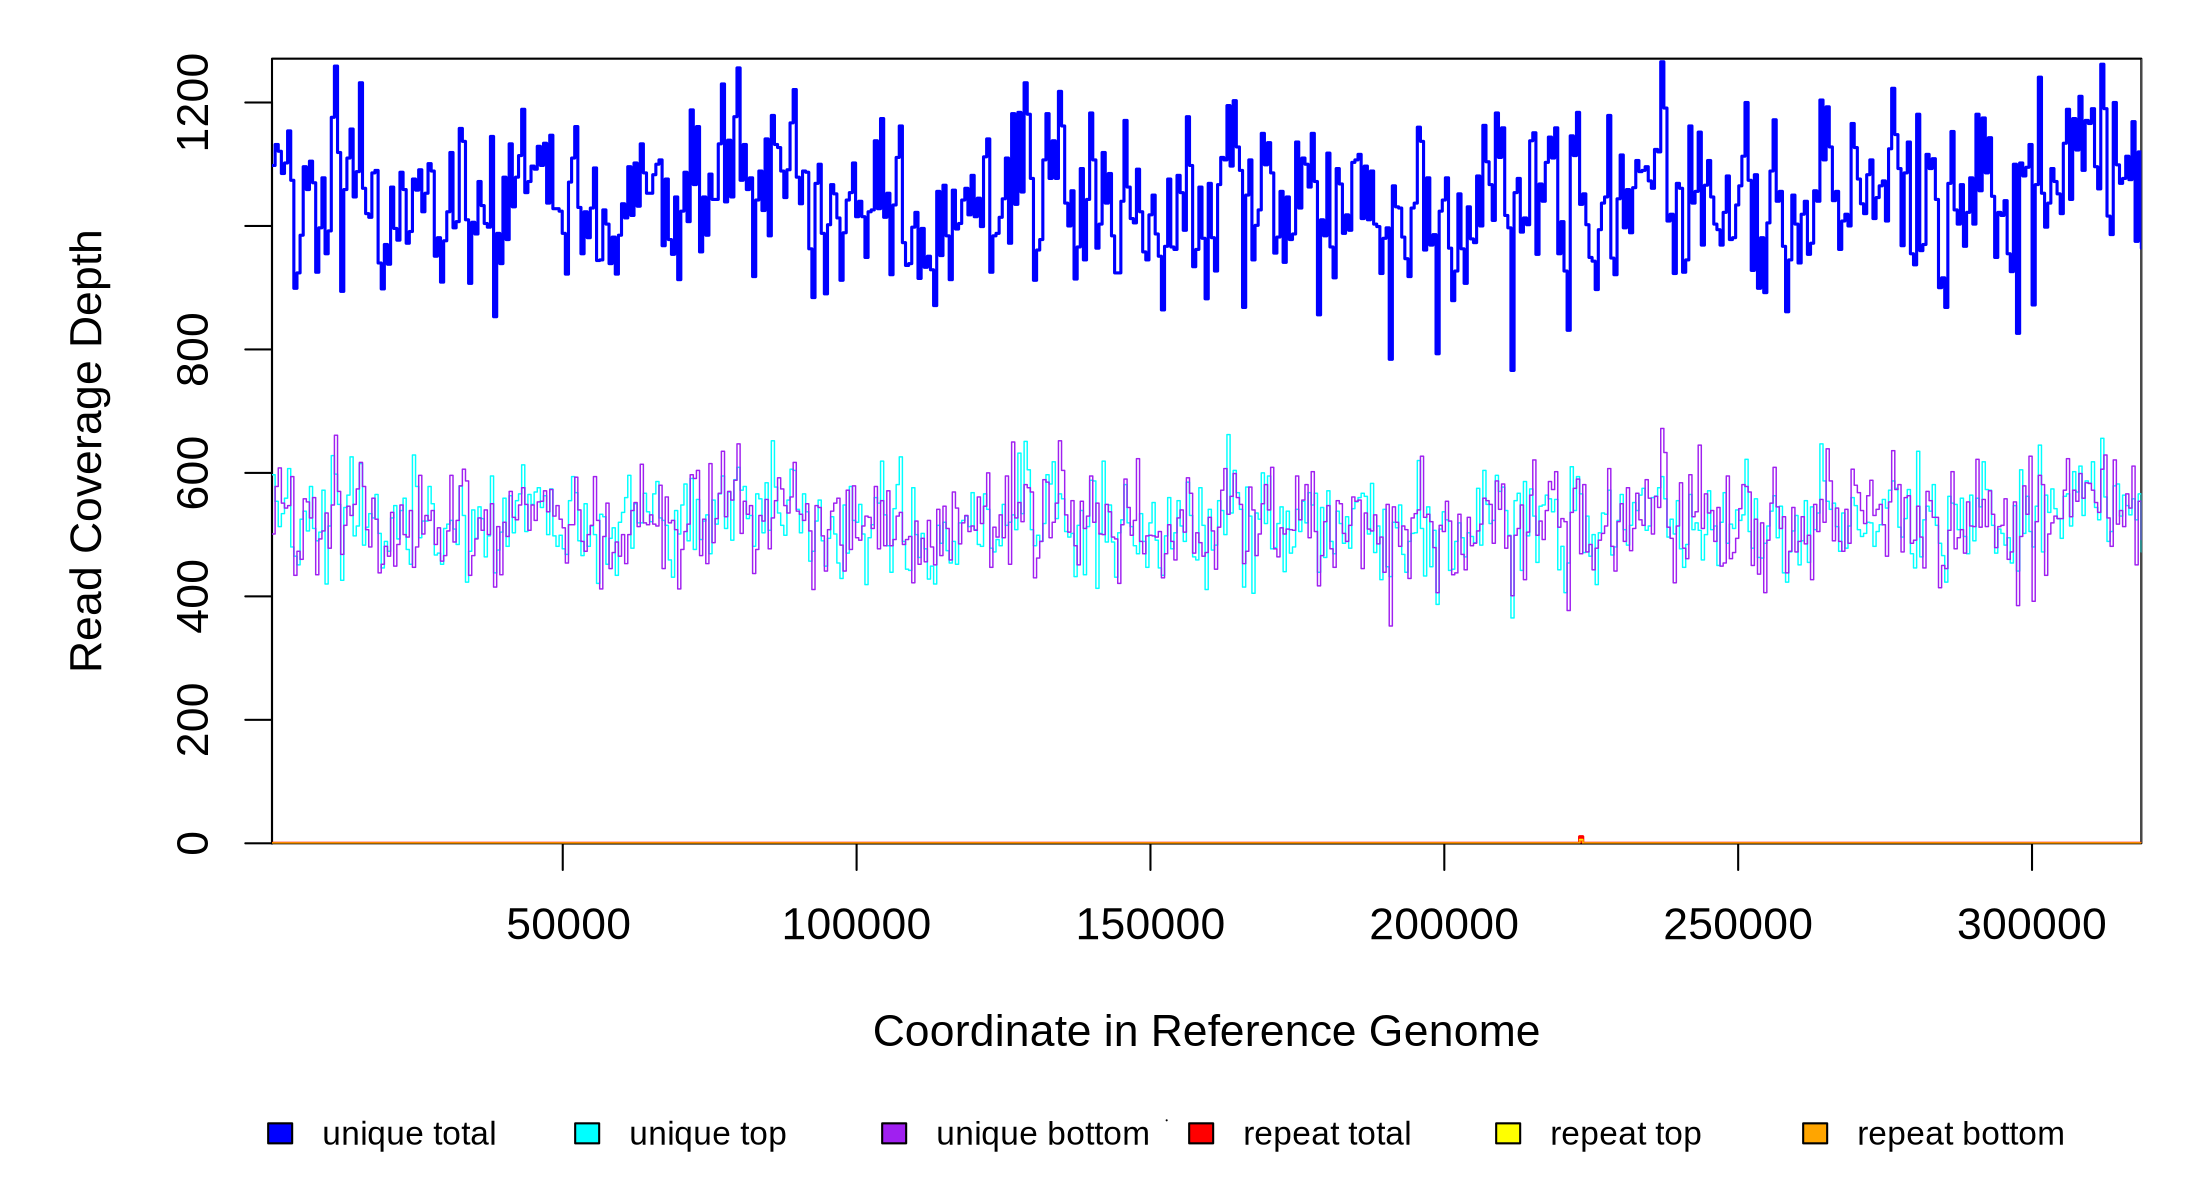 Read Coverage Depth
1200
800
600
400
200
0
50000 100000 150000 200000 250000 300000
Coordinate in Reference Genome
unique total unique top unique bottom repeat total repeat top repeat bottom